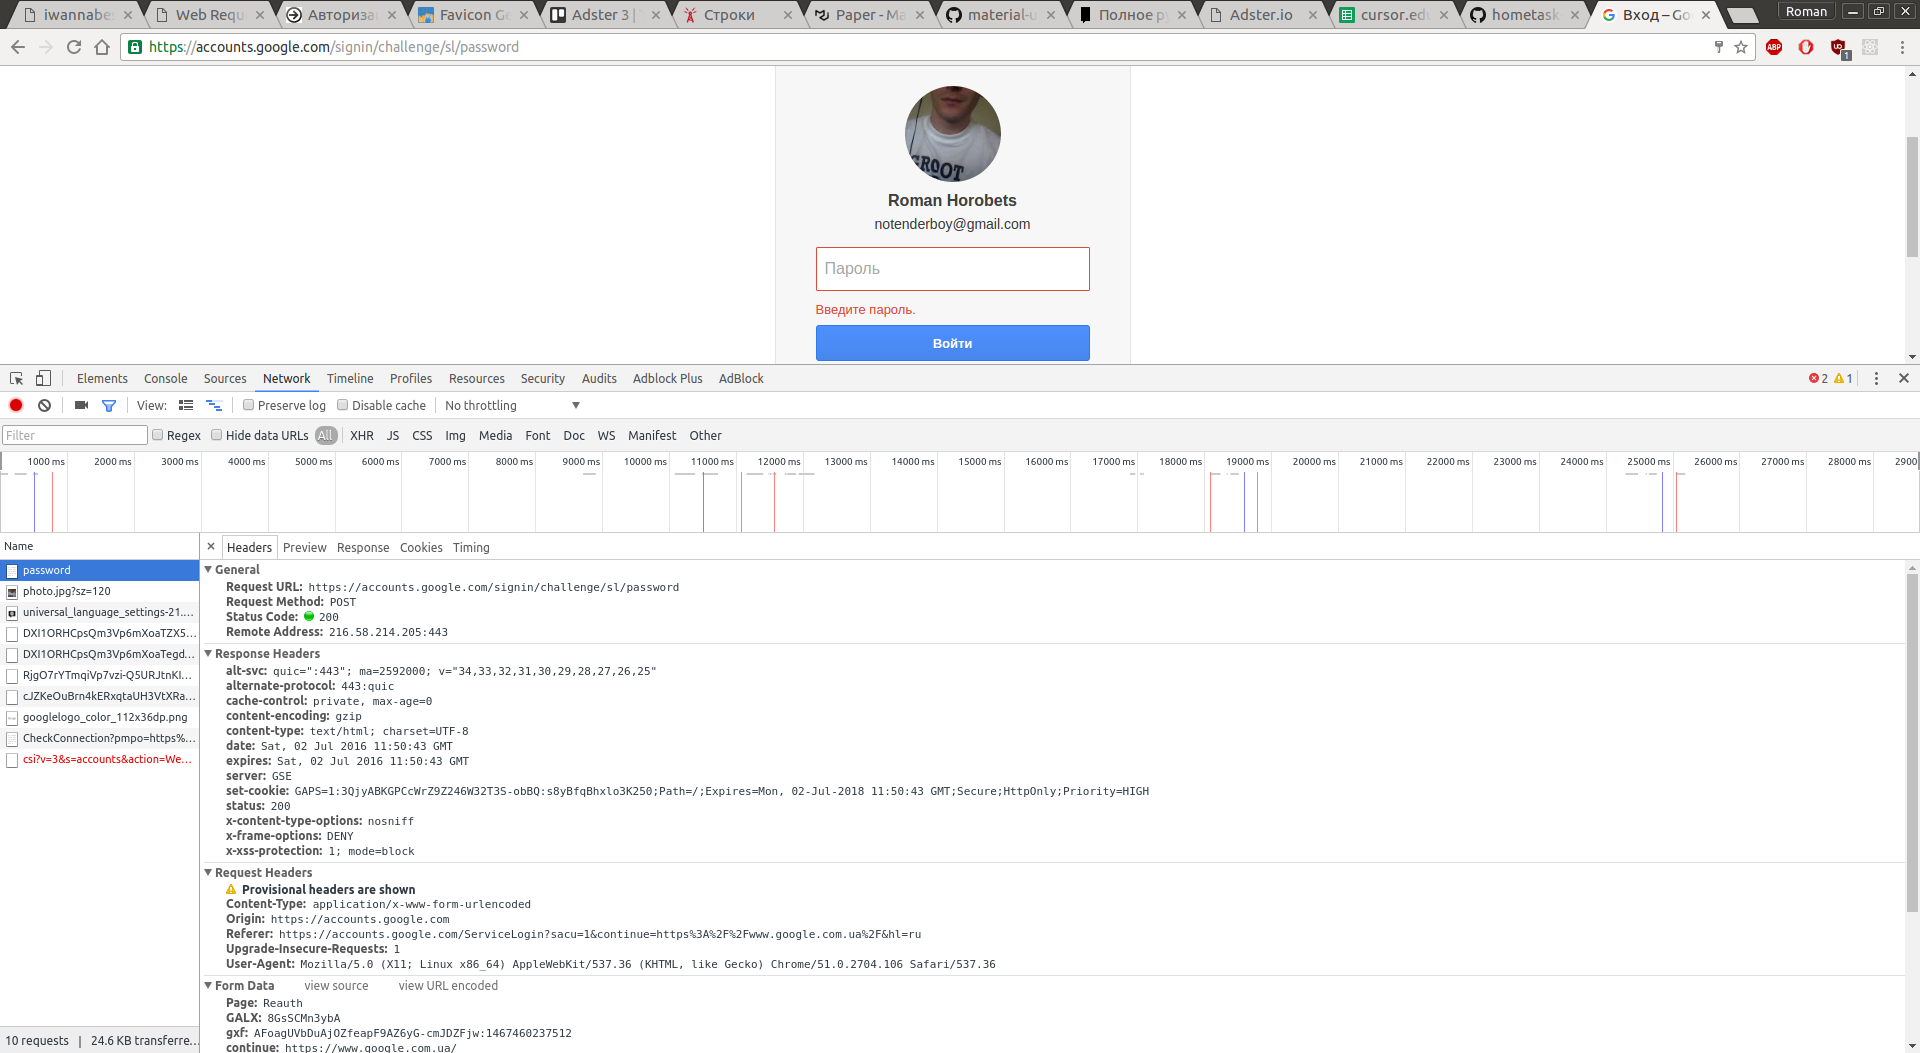 iwannabe
Web Requ
Авториза
Favicon Ge
Adster 3 | T
Строки
Paper - Ma
material-u
Полное ру
Adster.io
cursor.edu
hometask
Вход – Go
Roman
https://accounts.google.com/signin/challenge/sl/password
ABP
1
GROOT
Roman Horobets
notenderboy@gmail.com
Пароль
Введите пароль.
Войти
Elements Console Sources Network Timeline Profiles Resources Security Audits Adblock Plus AdBlock
2 1
View: Preserve log Disable cache No throttling
Filter Regex Hide data URLs All XHR JS CSS Img Media Font Doc WS Manifest Other
1000 ms 2000 ms 3000 ms 4000 ms 5000 ms 6000 ms 7000 ms 8000 ms 9000 ms 10000 ms 11000 ms 12000 ms 13000 ms 14000 ms 15000 ms 16000 ms 17000 ms 18000 ms 19000 ms 20000 ms 21000 ms 22000 ms 23000 ms 24000 ms 25000 ms 26000 ms 27000 ms 28000 ms 2900
Name
password
photo.jpg?sz=120
universal_language_settings-21....
DXI1ORHCpsQm3Vp6mXoaTZX5...
DXI1ORHCpsQm3Vp6mXoaTegd...
RjgO7rYTmqiVp7vzi-Q5URJtnKI...
cJZKeOuBrn4kERxqtaUH3VtXRa...
googlelogo_color_112x36dp.png
CheckConnection?pmpo=https%...
csi?v=3&s=accounts&action=We...
10 requests | 24.6 KB transferre...
Headers Preview Response Cookies Timing
General
Request URL: https://accounts.google.com/signin/challenge/sl/password
Request Method: POST
Status Code: 200
Remote Address: 216.58.214.205:443
Response Headers
alt-svc: quic=":443"; ma=2592000; v="34,33,32,31,30,29,28,27,26,25"
alternate-protocol: 443:quic
cache-control: private, max-age=0
content-encoding: gzip
content-type: text/html; charset=UTF-8
date: Sat, 02 Jul 2016 11:50:43 GMT
expires: Sat, 02 Jul 2016 11:50:43 GMT
server: GSE
set-cookie: GAPS=1:3QjyABKGPCcWrZ9Z246W32T3S-obBQ:s8yBfqBhxlo3K250;Path=/;Expires=Mon, 02-Jul-2018 11:50:43 GMT;Secure;HttpOnly;Priority=HIGH
status: 200
x-content-type-options: nosniff
x-frame-options: DENY
x-xss-protection: 1; mode=block
Request Headers
Provisional headers are shown
Content-Type: application/x-www-form-urlencoded
Origin: https://accounts.google.com
Referer: https://accounts.google.com/ServiceLogin?sacu=1&continue=https%3A%2F%2Fwww.google.com.ua%2F&hl=ru
Upgrade-Insecure-Requests: 1
User-Agent: Mozilla/5.0 (X11; Linux x86_64) AppleWebKit/537.36 (KHTML, like Gecko) Chrome/51.0.2704.106 Safari/537.36
Form Data view source view URL encoded
Page: Reauth
GALX: 8GsSCMn3ybA
gxf: AFoagUVbDuAjOZfeapF9AZ6yG-cmJDZFjw:1467460237512
continue: https://www.google.com.ua/